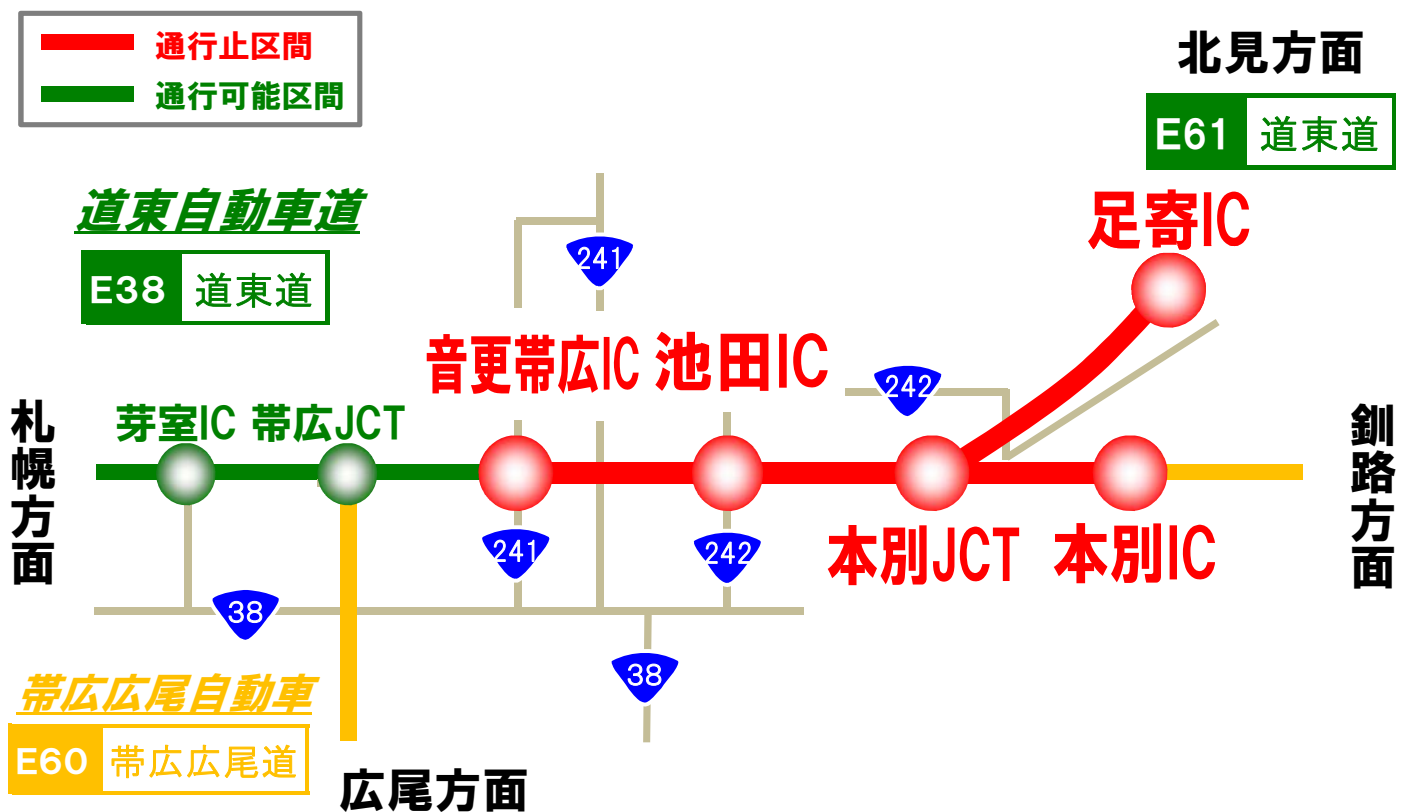 通行止区間
通行可能区間
北見方面
E61 道東道
道東自動車道
E38 道東道
足寄IC
241
音更帯広IC 池田IC
242
札幌方面
芽室IC 帯広JCT
釧路方面
241
242
本別JCT 本別IC
38
38
帯広広尾自動車
E60 帯広広尾道
広尾方面